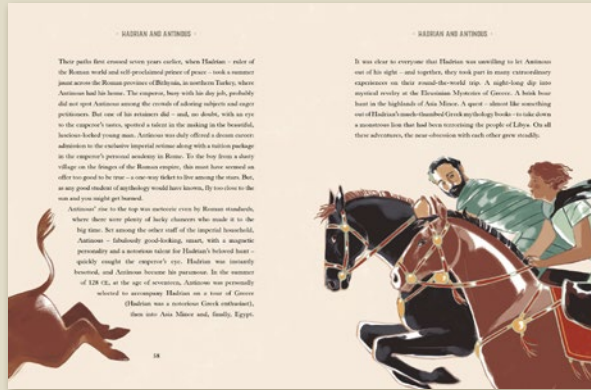 · HADRIAN AND ANTINOUS ·
Their paths first crossed seven years earlier, when Hadrian – ruler of
the Roman world and self-proclaimed prince of peace – took a summer
jaunt across the Roman province of Bithynia, in northern Turkey, where
Antinous had his home. The emperor, busy with his day job, probably
did not spot Antinous among the crowds of adoring subjects and eager
petitioners. But one of his retainers did – and, no doubt, with an eye
to the emperor's tastes, spotted a talent in the making in the beautiful,
luscious-locked young man. Antinous was duly offered a dream career:
admission to the exclusive imperial retinue along with a tuition package
in the emperor's personal academy in Rome. To the boy from a dusty
village on the fringes of the Roman empire, this must have seemed an
offer too good to be true – a one-way ticket to live among the stars. But,
as any good student of mythology would have known, fly too close to the
sun and you might get burned.
Antinous' rise to the top was meteoric even by Roman standards,
where there were plenty of lucky chancers who made it to the
big time. Set among the other staff of the imperial household,
Antinous – fabulously good-looking, smart, with a magnetic
personality and a notorious talent for Hadrian's beloved hunt –
quickly caught the emperor's eye. Hadrian was instantly
besotted, and Antinous became his paramour. In the summer
of 128 CE, at the age of seventeen, Antinous was personally
selected to accompany Hadrian on a tour of Greece
(Hadrian was a notorious Greek enthusiast),
then into Asia Minor and, finally, Egypt.
18
· HADRIAN AND ANTINOUS ·
It was clear to everyone that Hadrian was unwilling to let Antinous
out of his sight – and together, they took part in many extraordinary
experiences on their round-the-world trip. A night-long dip into
mystical revelry at the Eleusinian Mysteries of Greece. A brisk bear
hunt in the highlands of Asia Minor. A quest – almost like something
out of Hadrian's much-thumbed Greek mythology books – to take down
a monstrous lion that had been terrorising the people of Libya. On all
these adventures, the near-obsession with each other grew steadily.